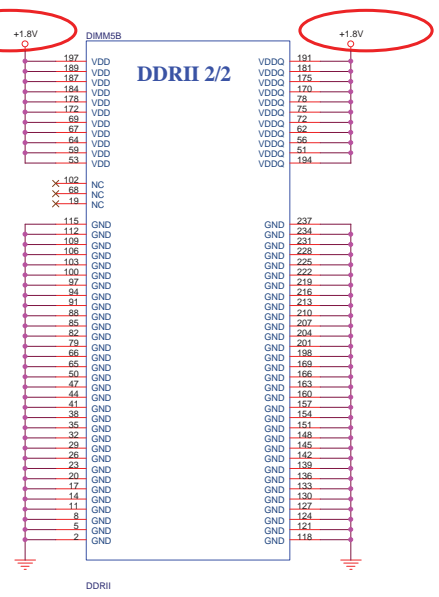 +1.8V +1.8V
DIMM5B
DDRII 2/2
197 VDD VDDQ 191
189 VDD VDDQ 181
187 VDD VDDQ 175
184 VDD VDDQ 170
178 VDD VDDQ 78
172 VDD VDDQ 75
69 VDD VDDQ 72
67 VDD VDDQ 62
64 VDD VDDQ 56
59 VDD VDDQ 51
53 VDD VDDQ 194
102 NC
68 NC
19 NC
115 GND GND 237
112 GND GND 234
109 GND GND 231
106 GND GND 228
103 GND GND 225
100 GND GND 222
97 GND GND 219
94 GND GND 216
91 GND GND 213
88 GND GND 210
85 GND GND 207
82 GND GND 204
79 GND GND 201
66 GND GND 198
65 GND GND 169
50 GND GND 166
47 GND GND 163
44 GND GND 160
41 GND GND 157
38 GND GND 154
35 GND GND 151
32 GND GND 148
29 GND GND 145
26 GND GND 142
23 GND GND 139
20 GND GND 136
17 GND GND 133
14 GND GND 130
11 GND GND 127
8 GND GND 124
5 GND GND 121
2 GND GND 118
DDRII